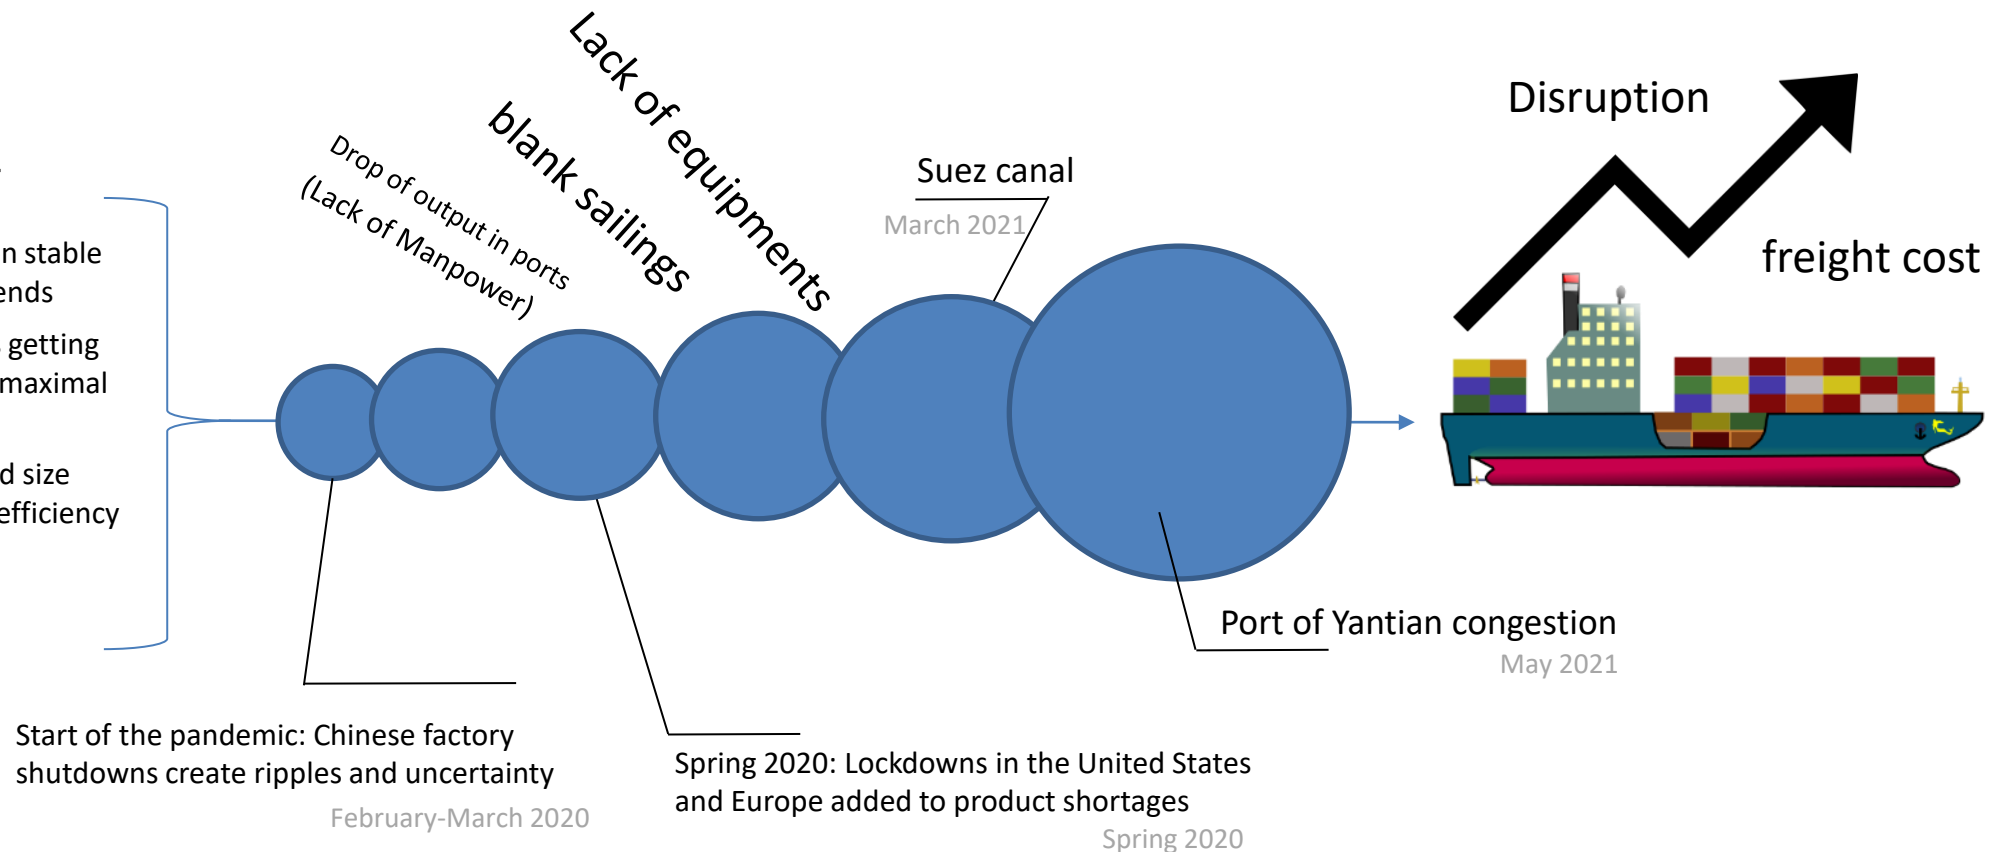 n stable
ends
getting
maximal
d size
efficiency
Drop of output in ports
(Lack of Manpower)
blank sailings
Lack of equipments
Suez canal
March 2021
Disruption
freight cost
Port of Yantian congestion
May 2021
Start of the pandemic: Chinese factory
shutdowns create ripples and uncertainty
February-March 2020
Spring 2020: Lockdowns in the United States
and Europe added to product shortages
Spring 2020